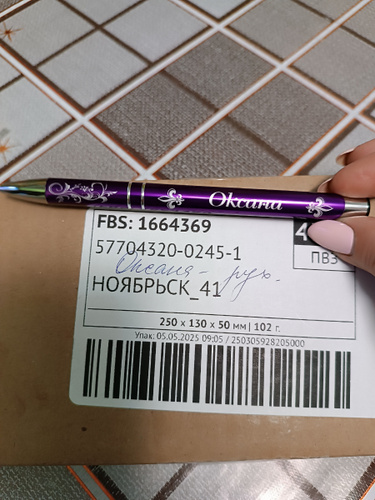 Оксана
FBS: 1664369
4
57704320-0245-1
ПВЗ
Оксана -
НОЯБРЬСК_41
250 x 130 x 50 мм | 102 г.
Упак: 05.05.2025 09:05 / 250305928205000